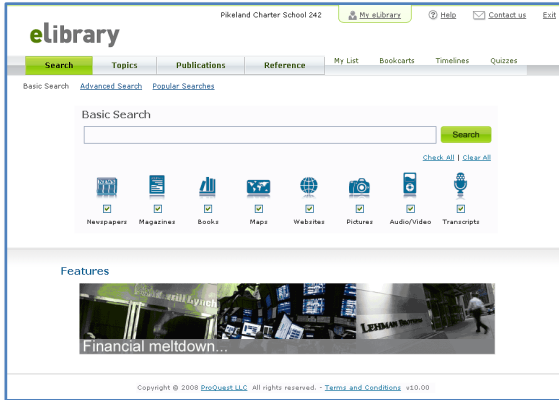 Pikeland Charter School 242 My eLibrary Help Contact us Exit
elibrary
Search Topics Publications Reference My List Bookcarts Timelines Quizzes
Basic Search Advanced Search Popular Searches
Basic Search
Search
Check All | Clear All
NEWS
Newspapers Magazines Books Maps Websites Pictures Audio/Video Transcripts
Features
Merrill Lynch
LEHMAN BROTHERS
Financial meltdown...
Copyright © 2008 ProQuest LLC All rights reserved. - Terms and Conditions v10.00